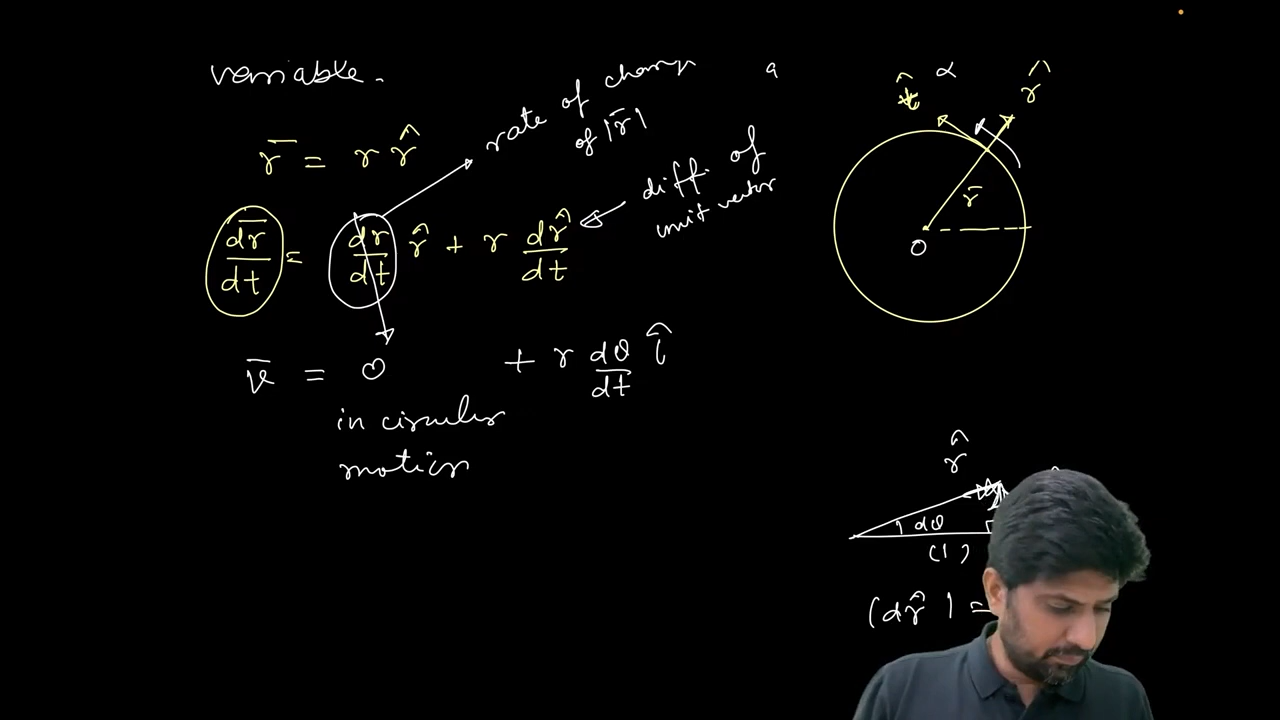 variable.
r̄ = r r̂
rate of change
of |r̄|
dr̄/dt = dr/dt r̂ + r dr̂/dt
diff. of
unit vector
v̄ = 0 + r dθ/dt t̂
in circular
motion
t̂ α r̂
r̄
O
r̂
dθ
(1)
|dr̂| =